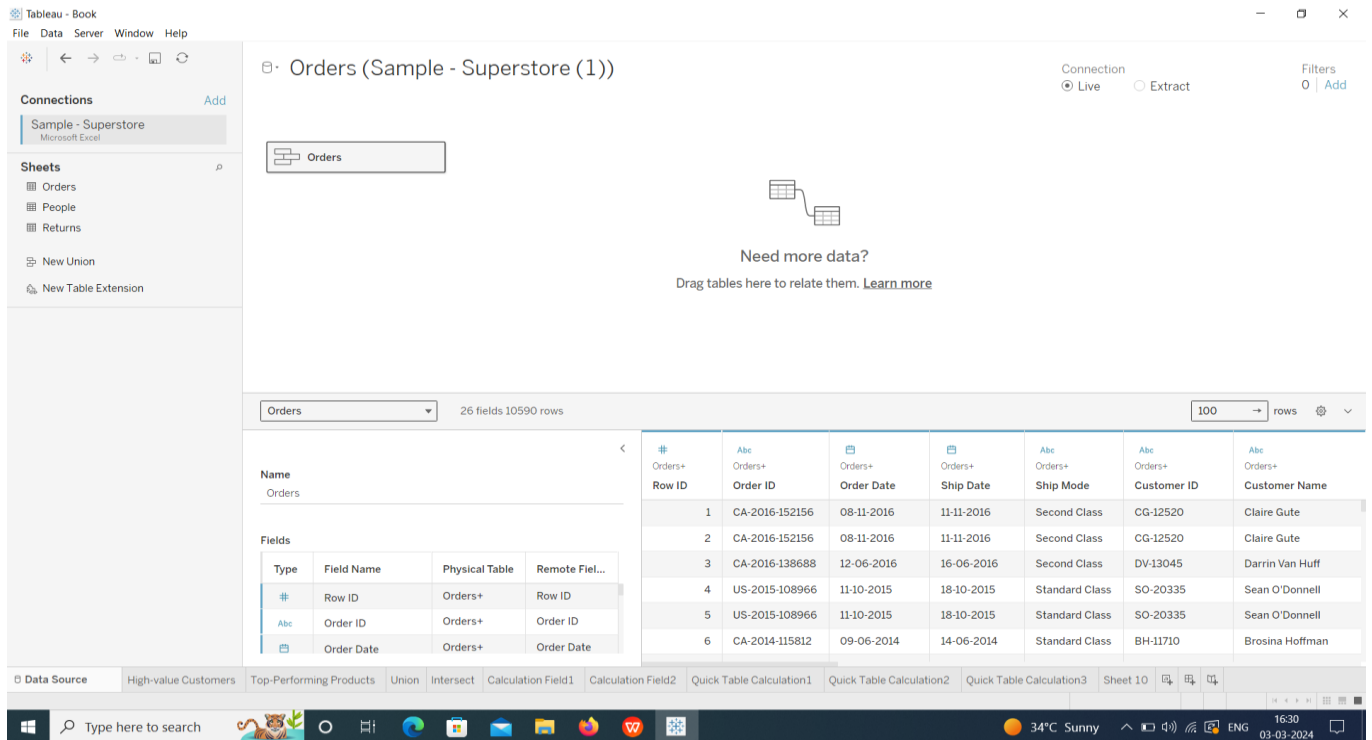 Tableau - Book
File Data Server Window Help
Connections Add
Sample - Superstore
Microsoft Excel
Sheets
Orders
People
Returns
New Union
New Table Extension
Orders (Sample - Superstore (1))
Connection
Live Extract
Filters
0 Add
Orders
Need more data?
Drag tables here to relate them. Learn more
Orders 26 fields 10590 rows 100 → rows
Name
Orders
Fields
Type Field Name Physical Table Remote Fiel...
# Row ID Orders+ Row ID
Abc Order ID Orders+ Order ID
Order Date Orders+ Order Date
# Abc Abc Abc Abc
Orders+ Orders+ Orders+ Orders+ Orders+ Orders+ Orders+
Row ID Order ID Order Date Ship Date Ship Mode Customer ID Customer Name
1 CA-2016-152156 08-11-2016 11-11-2016 Second Class CG-12520 Claire Gute
2 CA-2016-152156 08-11-2016 11-11-2016 Second Class CG-12520 Claire Gute
3 CA-2016-138688 12-06-2016 16-06-2016 Second Class DV-13045 Darrin Van Huff
4 US-2015-108966 11-10-2015 18-10-2015 Standard Class SO-20335 Sean O'Donnell
5 US-2015-108966 11-10-2015 18-10-2015 Standard Class SO-20335 Sean O'Donnell
6 CA-2014-115812 09-06-2014 14-06-2014 Standard Class BH-11710 Brosina Hoffman
Data Source High-value Customers Top-Performing Products Union Intersect Calculation Field1 Calculation Field2 Quick Table Calculation1 Quick Table Calculation2 Quick Table Calculation3 Sheet 10
Type here to search 34°C Sunny ENG 16:30
03-03-2024